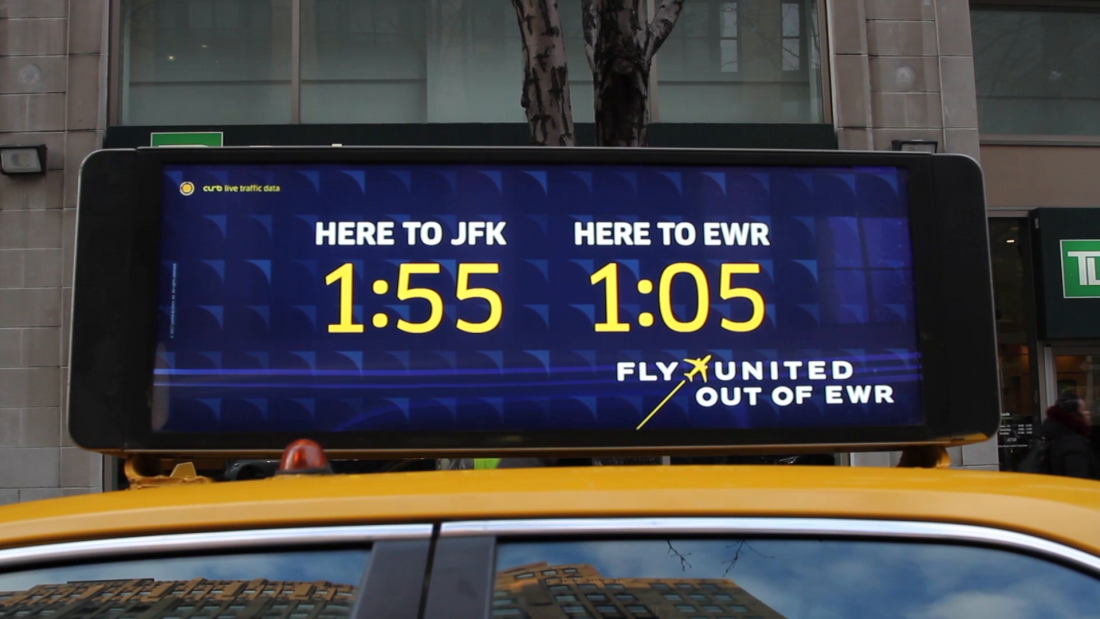 curb live traffic data
HERE TO JFK
1:55
HERE TO EWR
1:05
FLY UNITED
OUT OF EWR